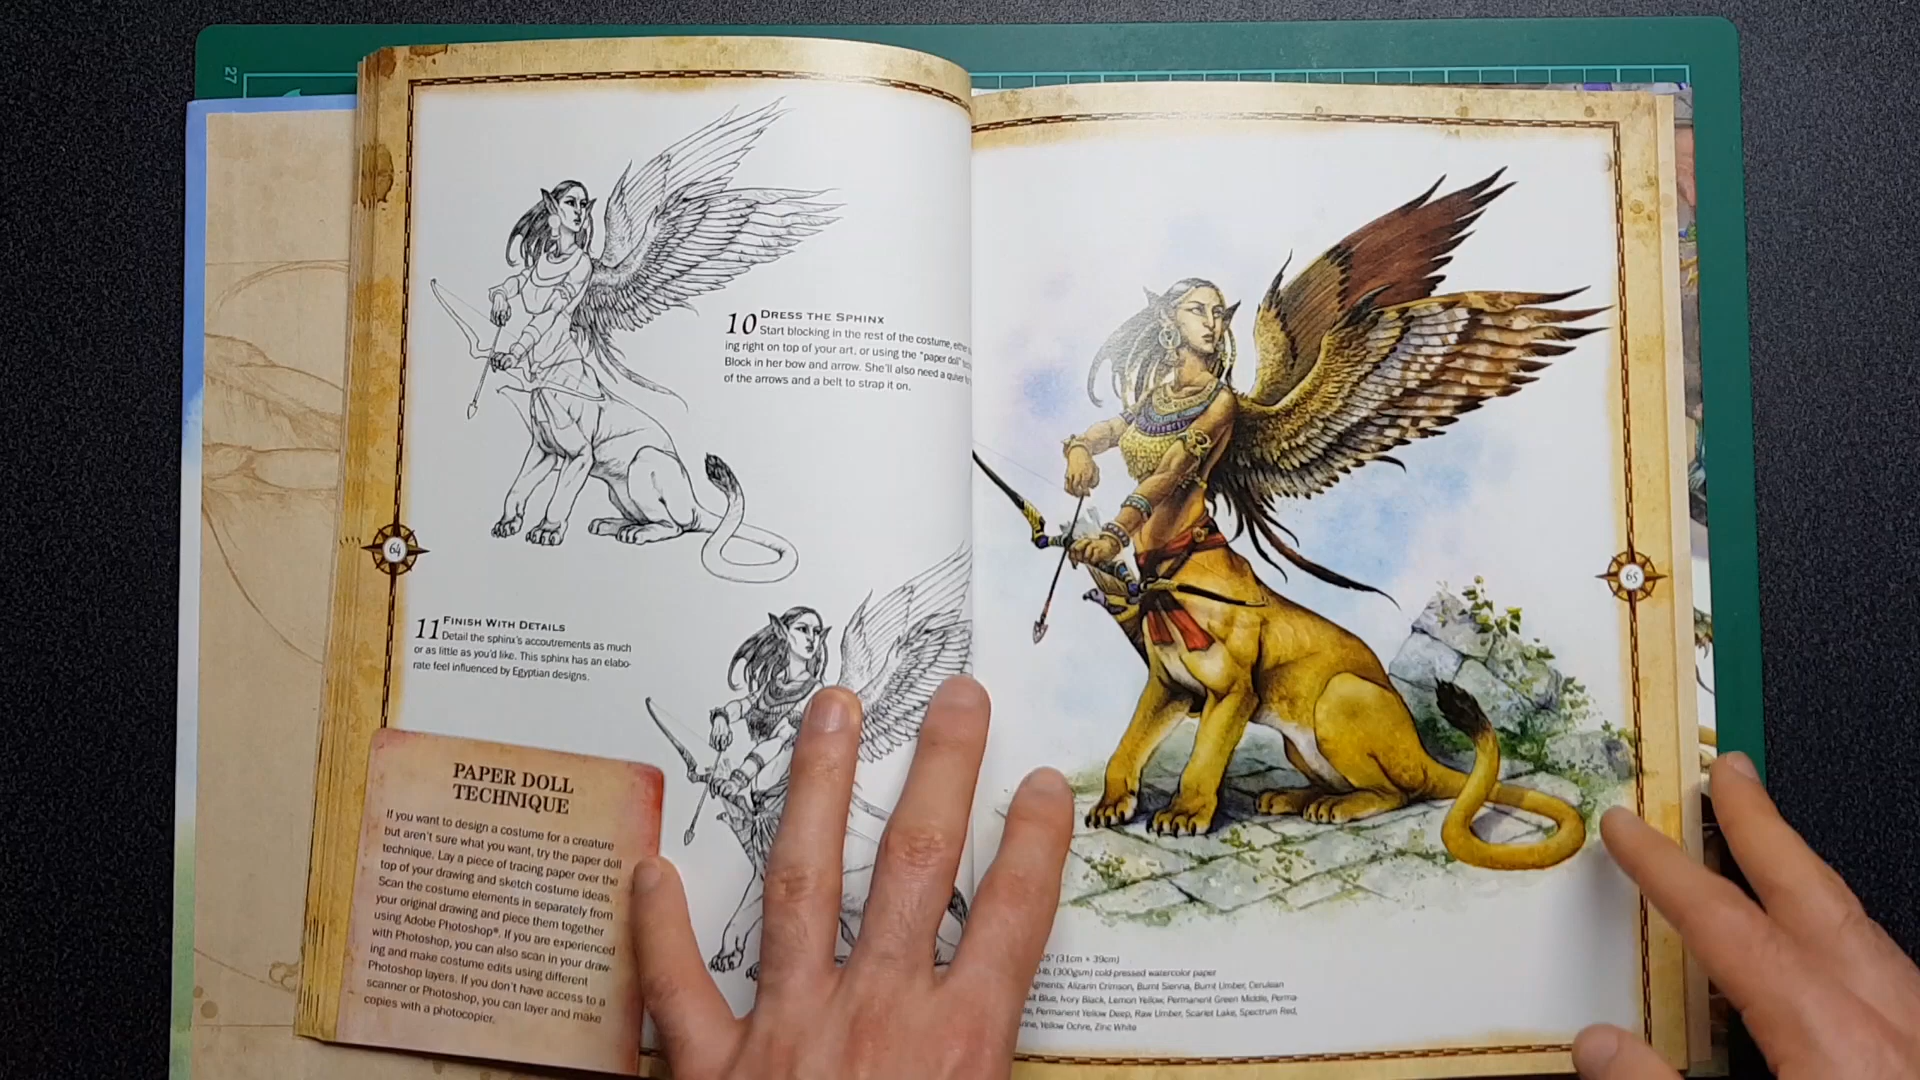 27
10 DRESS THE SPHINX
Start blocking in the rest of the costume,
ing right on top of your art, or using the "paper doll"
Block in her bow and arrow. She'll also need a quiver
of the arrows and a belt to strap it on.
64
11 FINISH WITH DETAILS
Detail the sphinx's accoutrements as much
or as little as you'd like. This sphinx has an elabo-
rate feel influenced by Egyptian designs.
PAPER DOLL
TECHNIQUE
If you want to design a costume for a creature
but aren't sure what you want, try the paper doll
technique. Lay a piece of tracing paper over the
top of your drawing and sketch costume ideas.
Scan the costume elements in separately from
your original drawing and piece them together
using Adobe Photoshop®. If you are experienced
with Photoshop, you can also scan in your draw-
ing and make costume edits using different
Photoshop layers. If you don't have access to a
scanner or Photoshop, you can layer and make
copies with a photocopier.
65
(31cm × 39cm)
(300gsm) cold-pressed watercolor paper
Alizarin Crimson, Burnt Sienna, Burnt Umber, Cerulean
Blue, Ivory Black, Lemon Yellow, Permanent Green Middle, Perma-
Permanent Yellow Deep, Raw Umber, Scarlet Lake, Spectrum Red,
Yellow Ochre, Zinc White